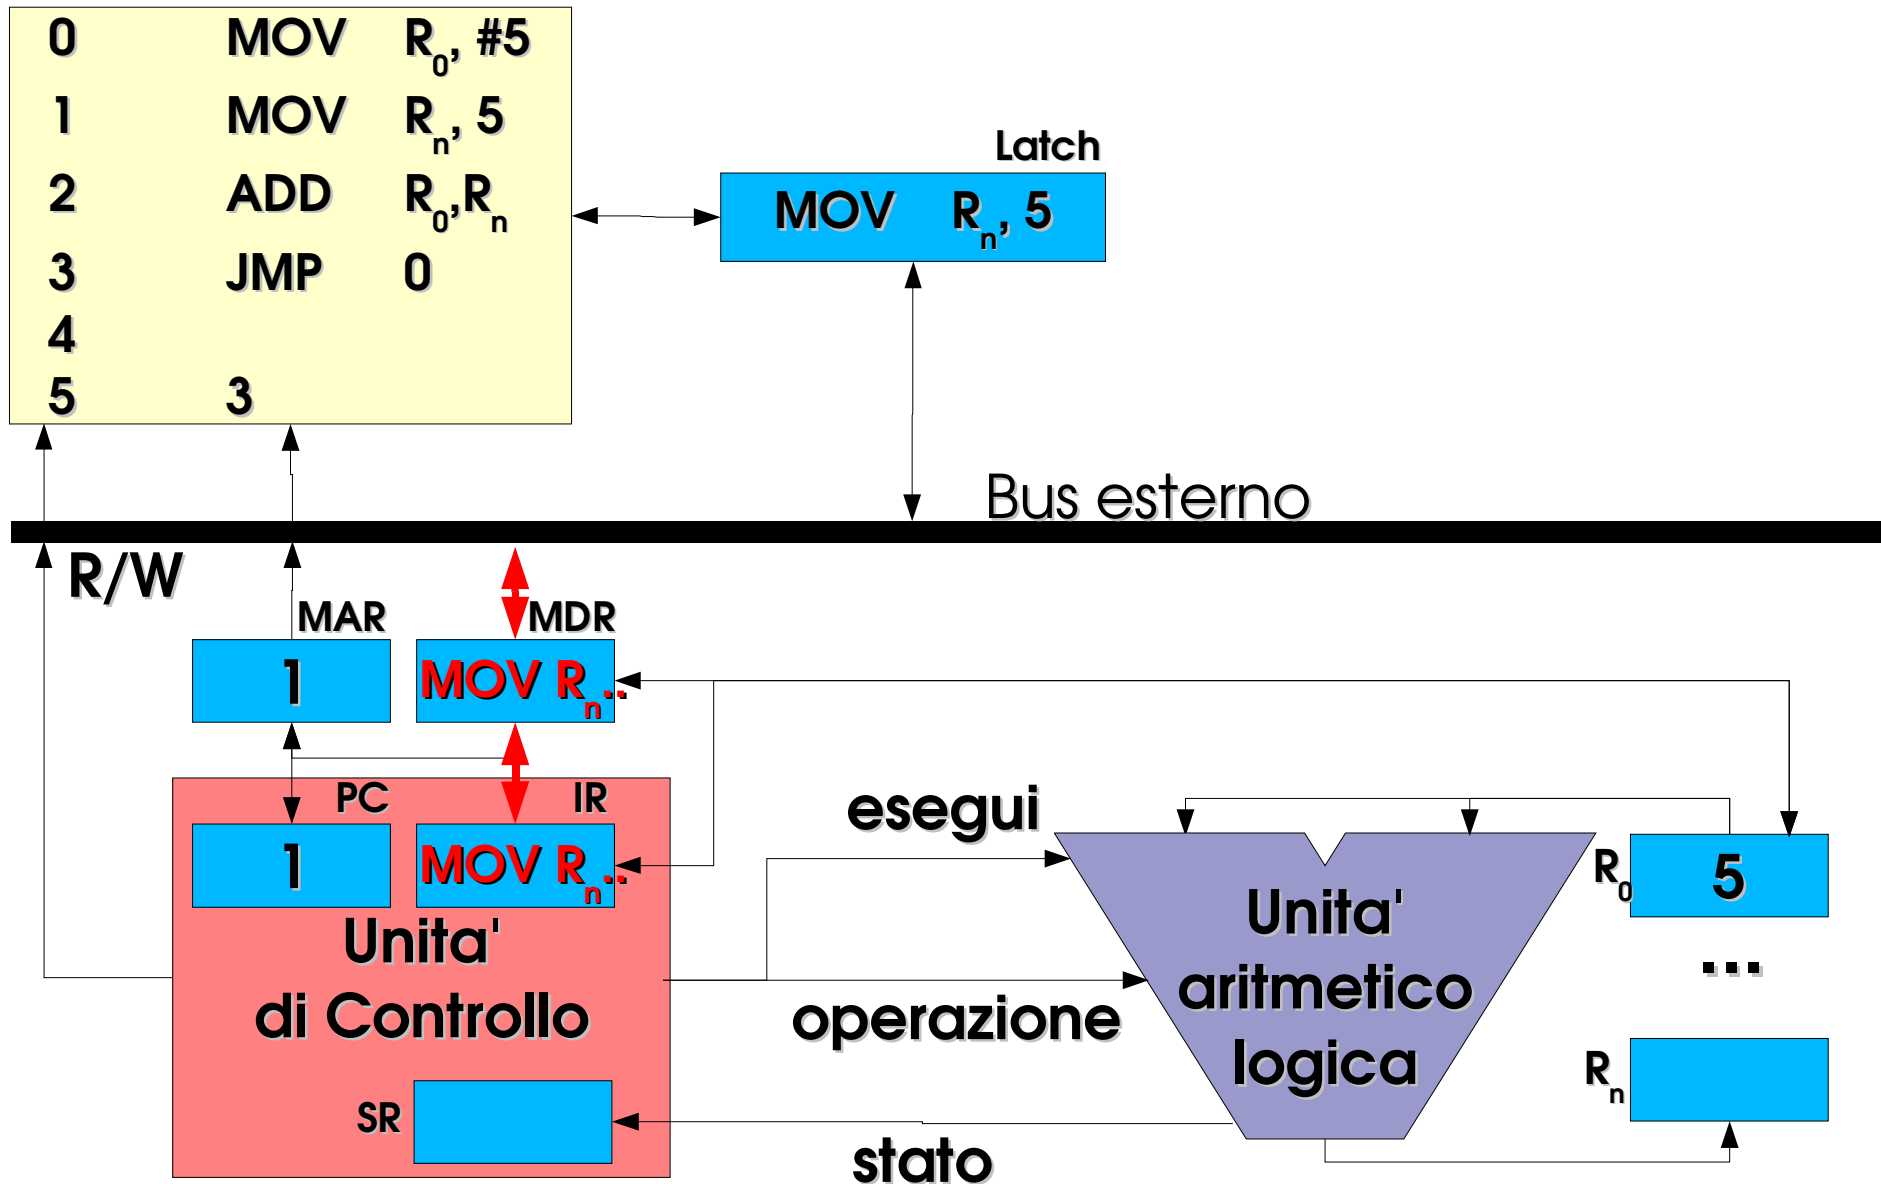 0 MOV R0, #5
1 MOV Rn, 5
2 ADD R0,Rn
3 JMP 0
4
5 3
Latch
MOV Rn, 5
Bus esterno
R/W
MAR
MDR
1
MOV Rn..
PC
IR
1
MOV Rn..
Unita'
di Controllo
SR
esegui
operazione
stato
Unita'
aritmetico
logica
R0
5
...
Rn